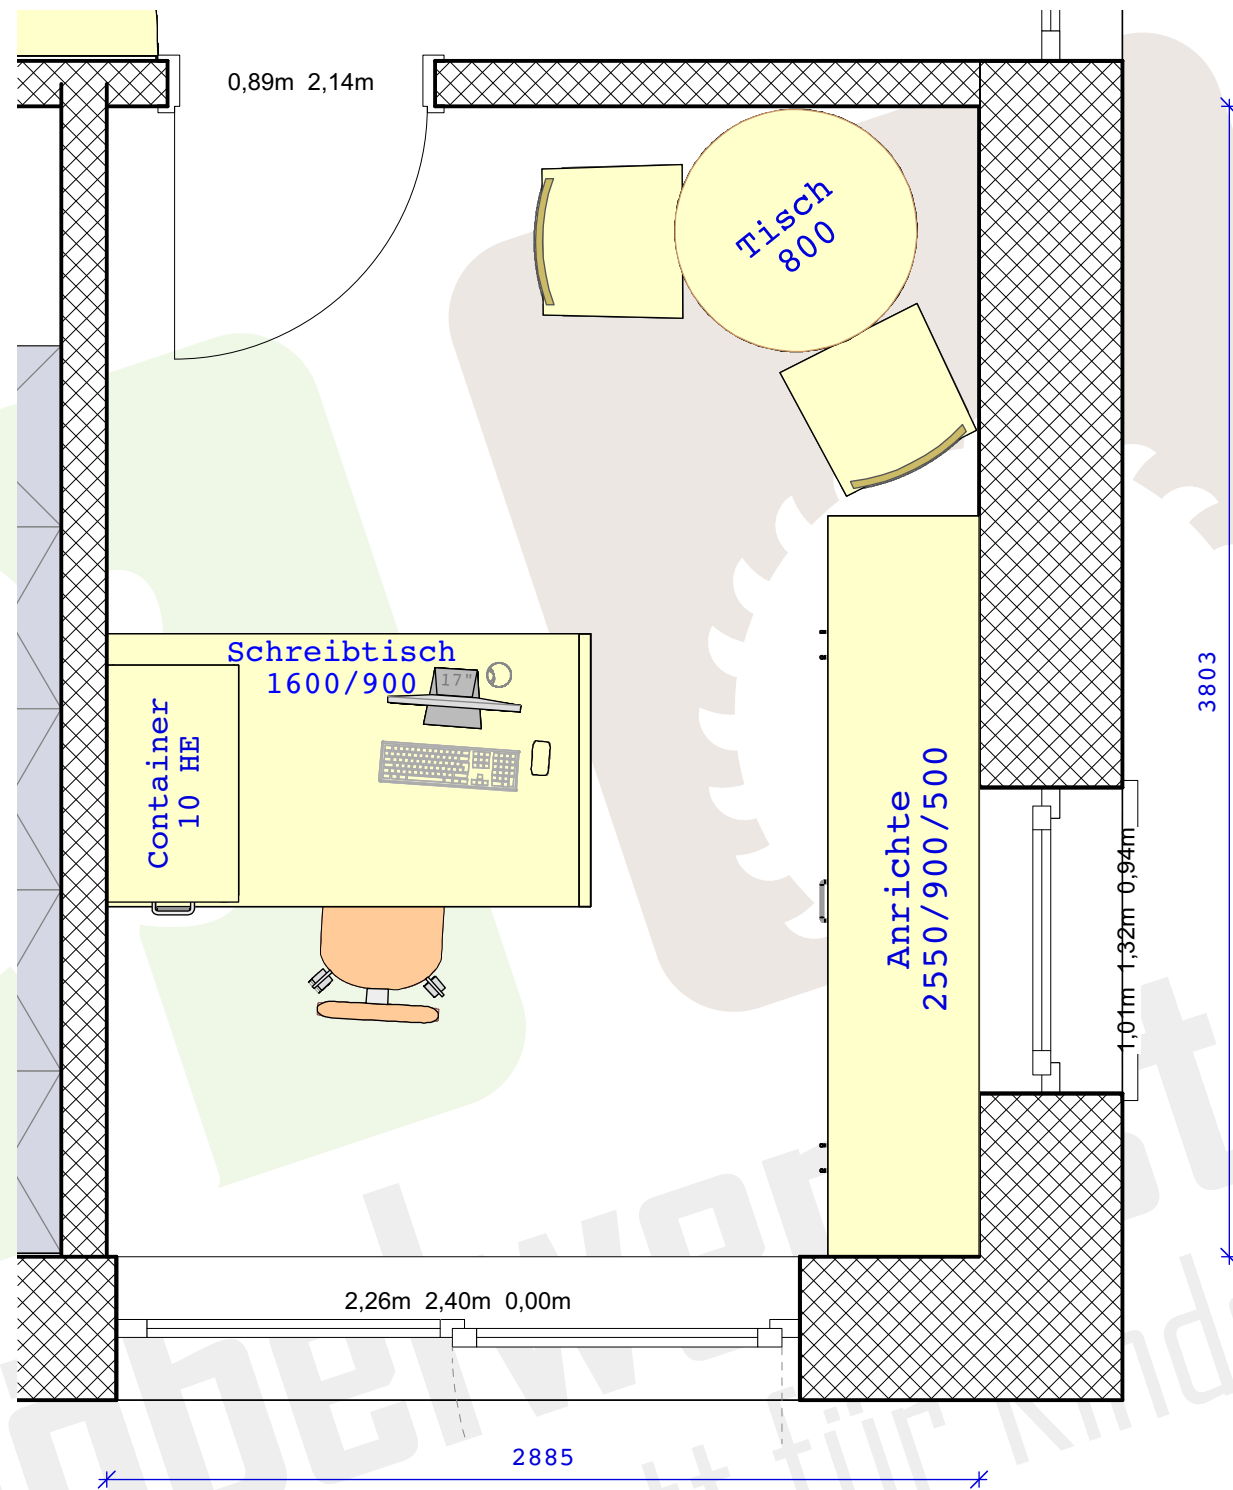 0,89m 2,14m
Tisch
800
Schreibtisch
1600/900
17"
Container
10 HE
Anrichte
2550/900/500
3803
1,01m 1,32m 0,94m
2,26m 2,40m 0,00m
2885